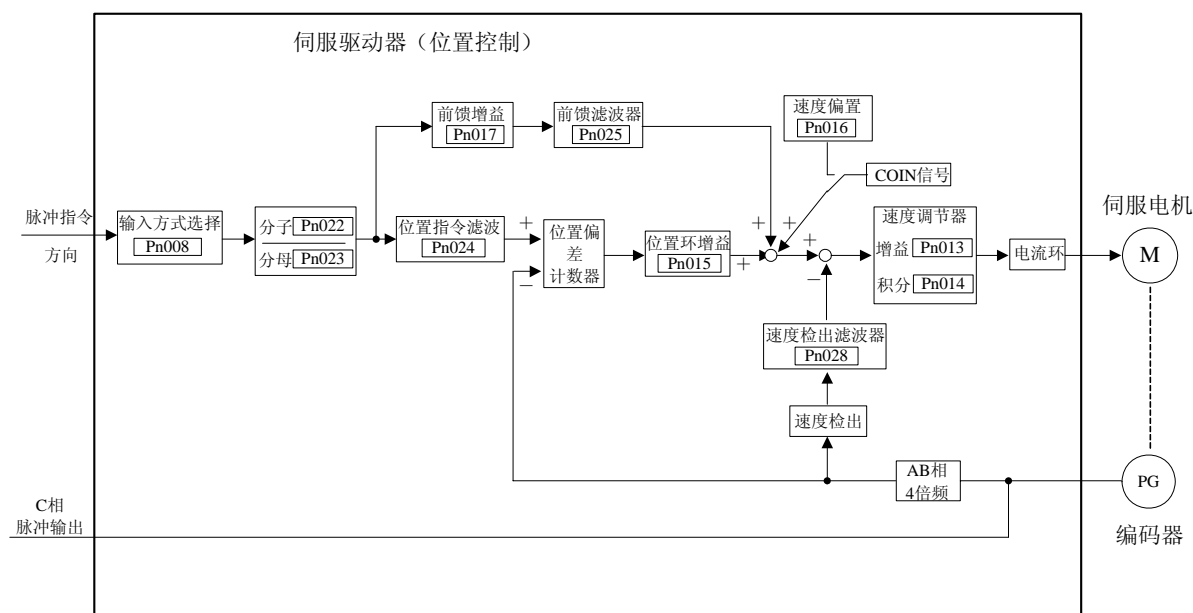 伺服驱动器（位置控制）
前馈增益
Pn017
前馈滤波器
Pn025
速度偏置
Pn016
COIN信号
脉冲指令
方向
输入方式选择
Pn008
分子 Pn022
分母 Pn023
位置指令滤波
Pn024
+
−
位置偏
差
计数器
位置环增益
Pn015
+
+
+
+
−
速度调节器
增益 Pn013
积分 Pn014
电流环
伺服电机
M
速度检出滤波器
Pn028
速度检出
AB相
4倍频
PG
编码器
C相
脉冲输出